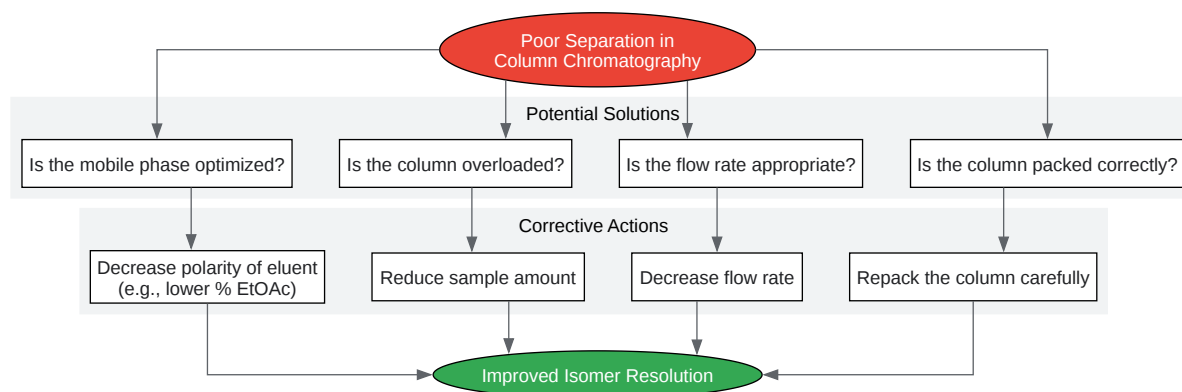 Poor Separation in
Column Chromatography
Potential Solutions
Is the mobile phase optimized?
Is the column overloaded?
Is the flow rate appropriate?
Is the column packed correctly?
Corrective Actions
Decrease polarity of eluent
(e.g., lower % EtOAc)
Reduce sample amount
Decrease flow rate
Repack the column carefully
Improved Isomer Resolution